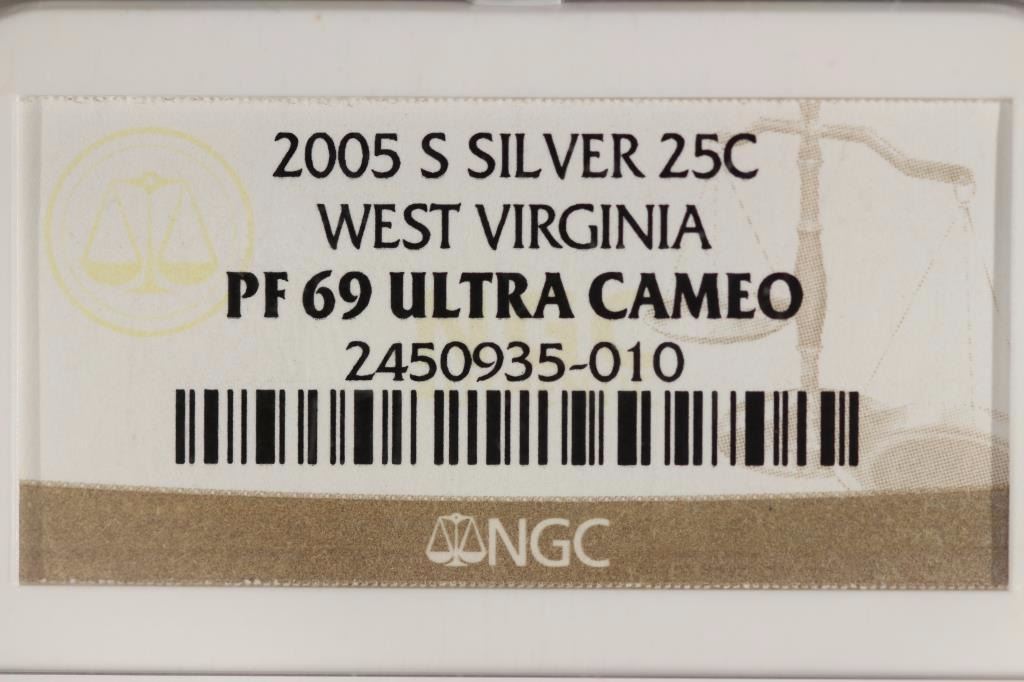 2005 S SILVER 25C
WEST VIRGINIA
PF 69 ULTRA CAMEO
2450935-010
NGC